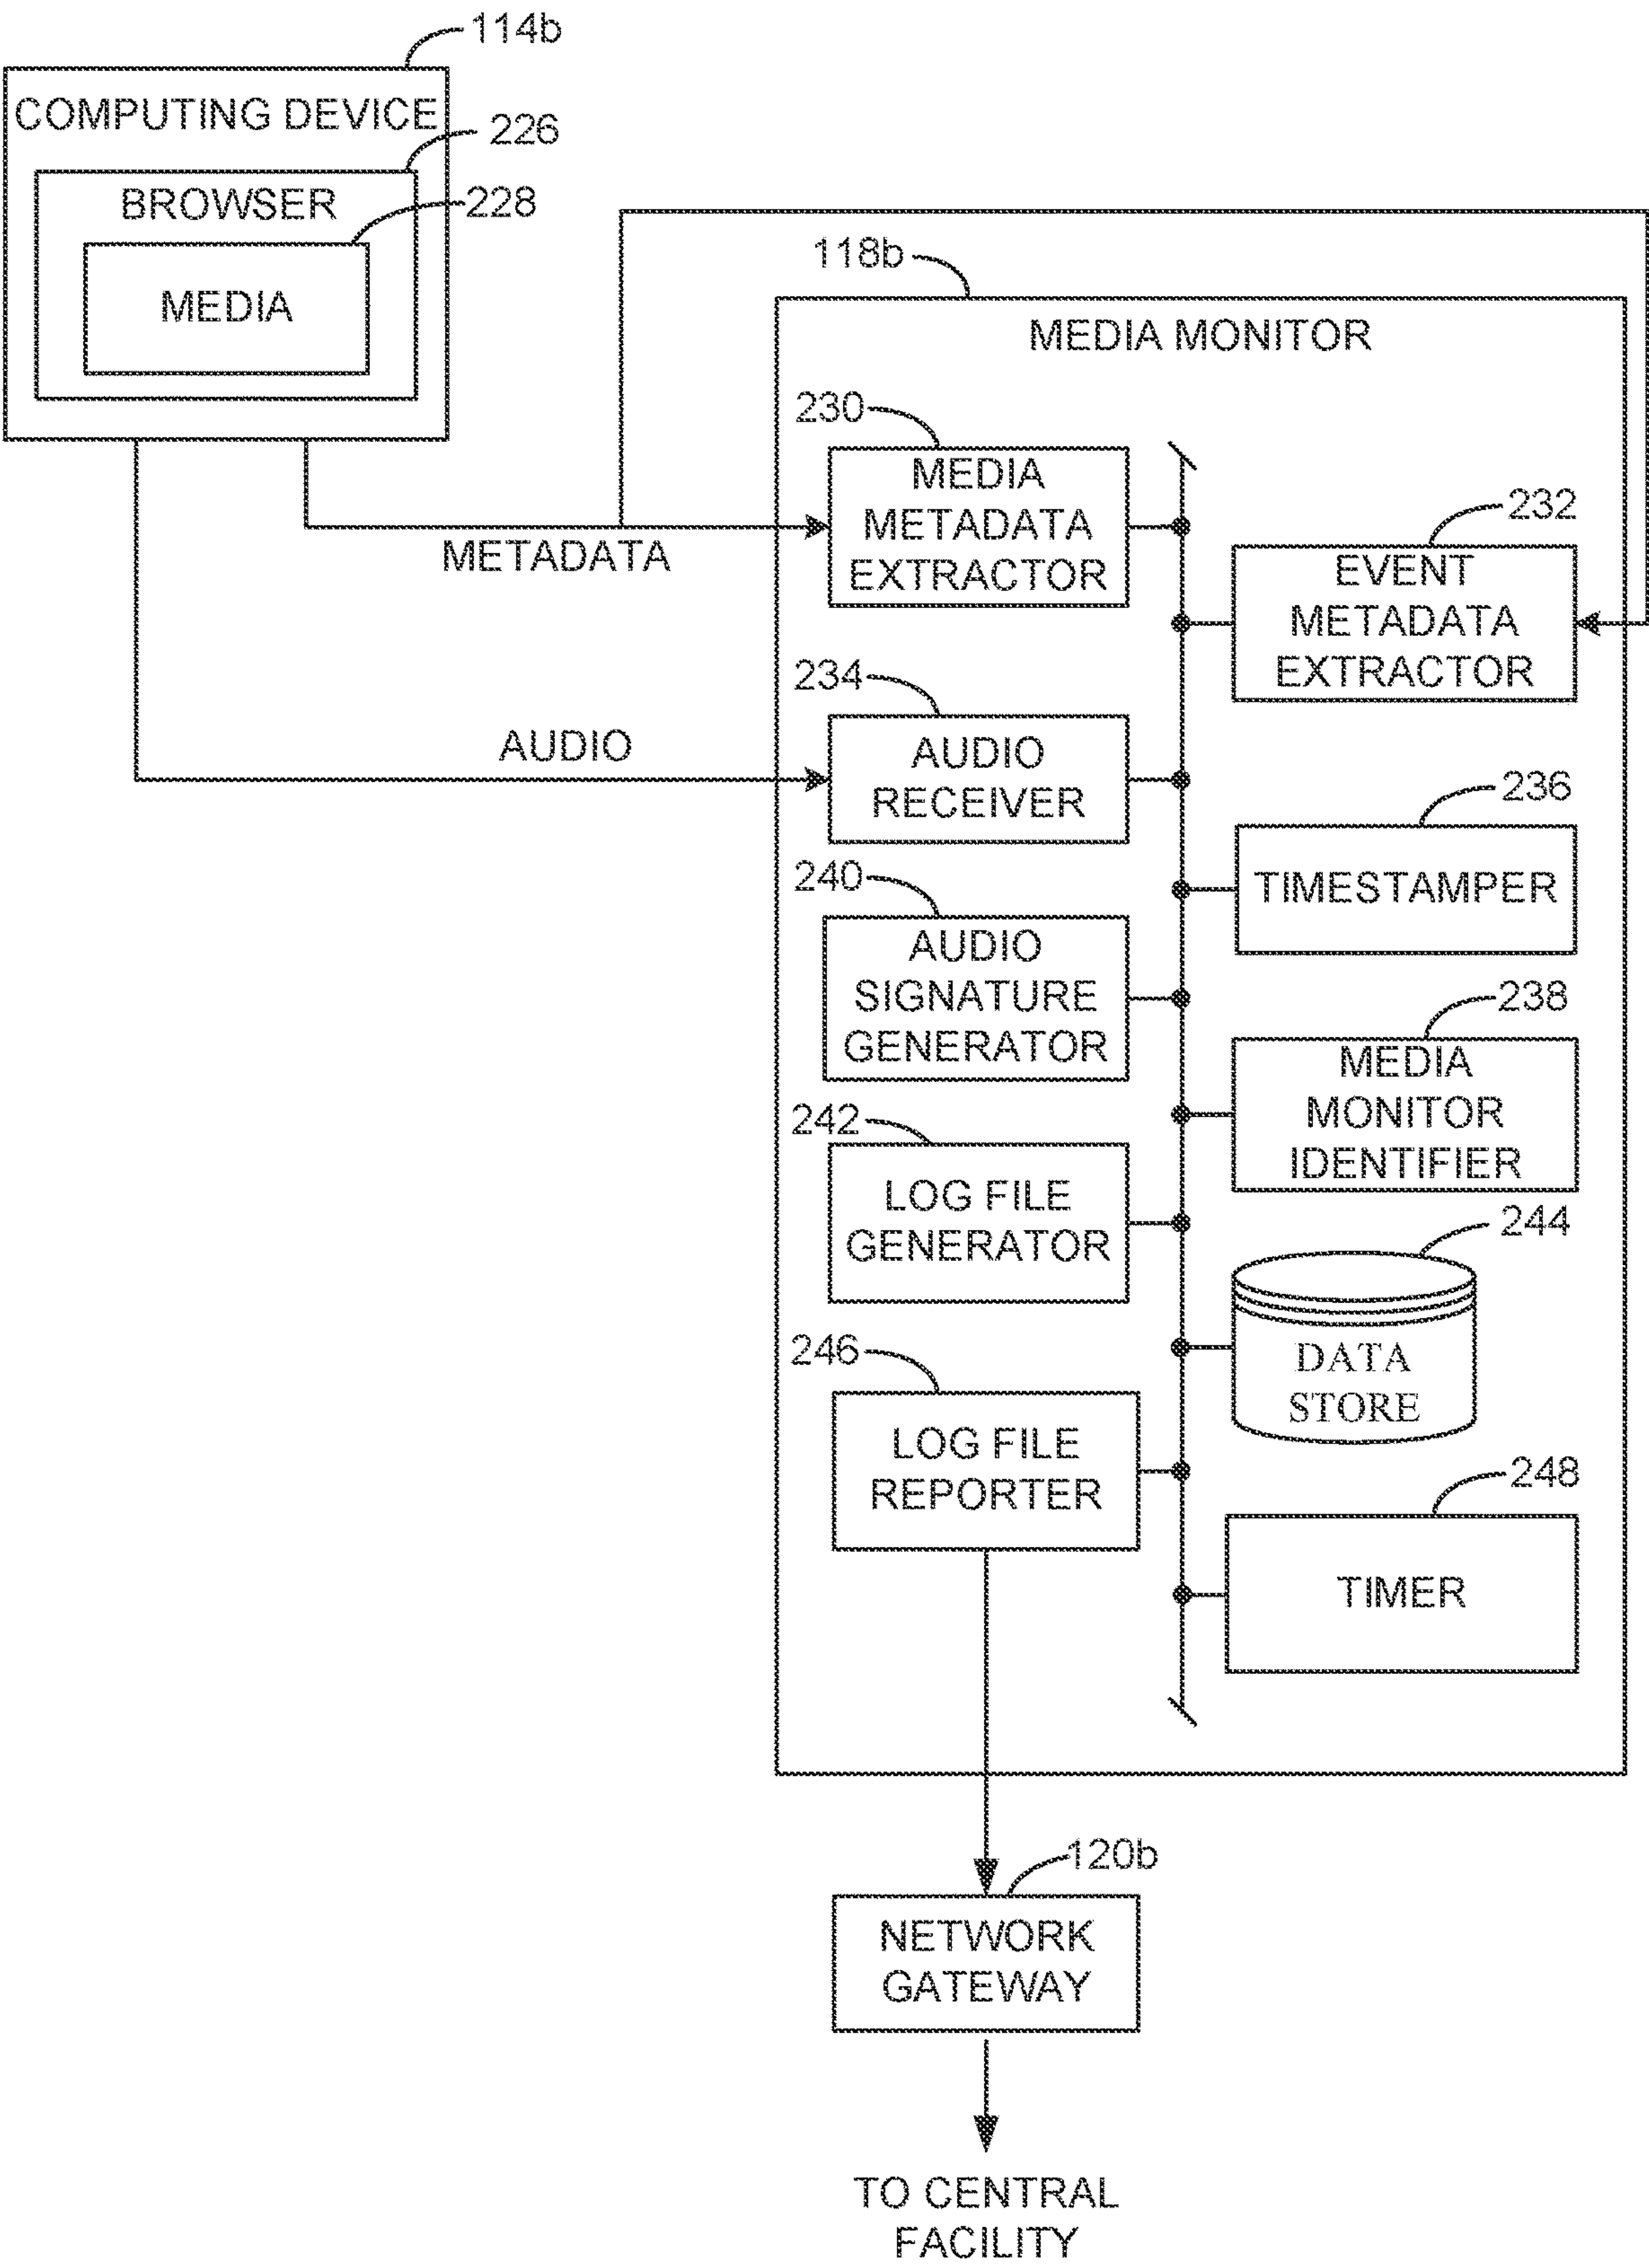 114b
COMPUTING DEVICE
226
BROWSER
228
MEDIA
118b
MEDIA MONITOR
230
MEDIA
METADATA
EXTRACTOR
METADATA
232
EVENT
METADATA
EXTRACTOR
234
AUDIO
AUDIO
RECEIVER
236
TIMESTAMPER
240
AUDIO
SIGNATURE
GENERATOR
238
MEDIA
MONITOR
IDENTIFIER
242
LOG FILE
GENERATOR
244
DATA
STORE
246
LOG FILE
REPORTER
248
TIMER
120b
NETWORK
GATEWAY
TO CENTRAL
FACILITY